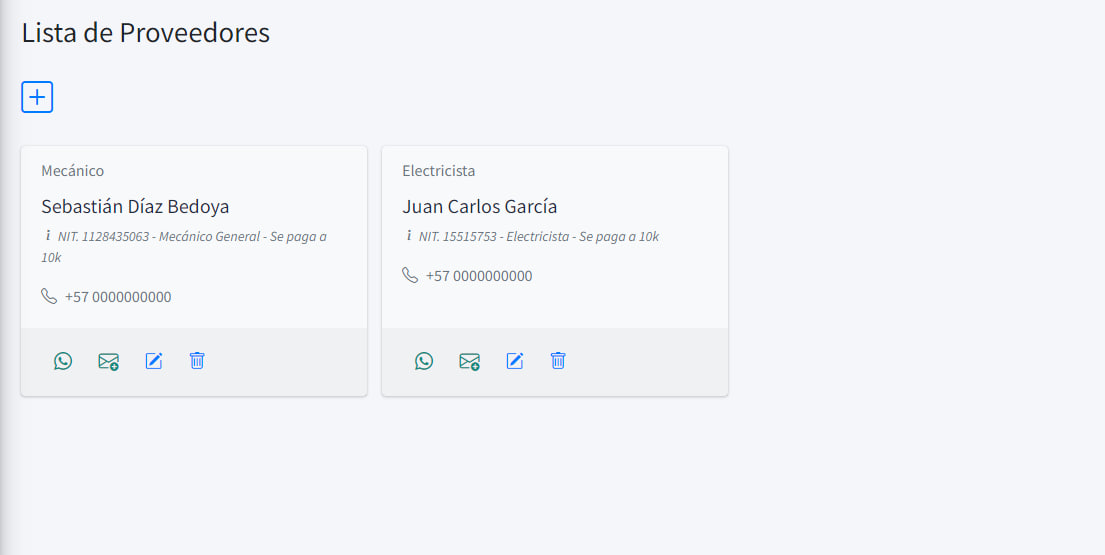 Lista de Proveedores
Mecánico
Sebastián Díaz Bedoya
i NIT. 1128435063 - Mecánico General - Se paga a
10k
+57 0000000000
Electricista
Juan Carlos García
i NIT. 15515753 - Electricista - Se paga a 10k
+57 0000000000